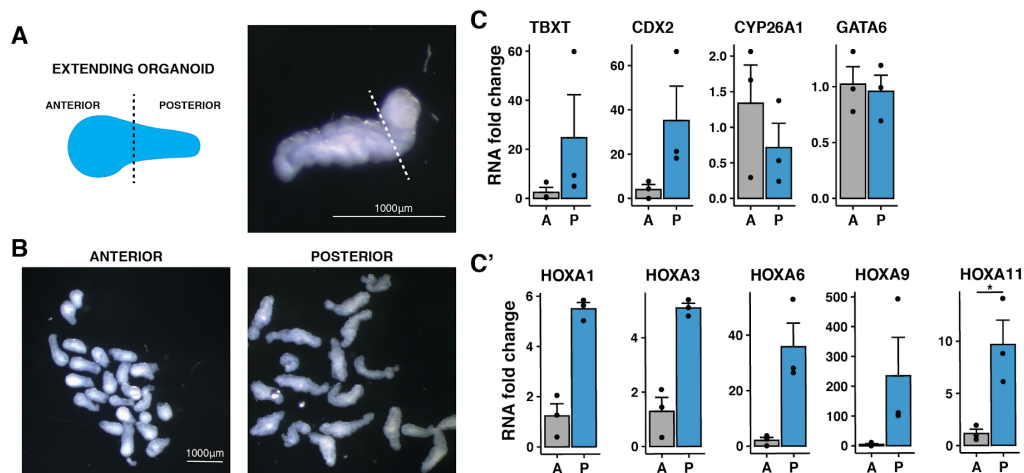 A
EXTENDING ORGANOID
ANTERIOR
POSTERIOR
1000µm
B
ANTERIOR
POSTERIOR
1000µm
C
TBXT
CDX2
CYP26A1
GATA6
RNA fold change
60
40
20
0
A P
60
40
20
0
A P
2.0
1.5
1.0
0.5
0.0
A P
1.0
0.0
A P
C'
HOXA1
HOXA3
HOXA6
HOXA9
HOXA11
RNA fold change
6
4
2
0
A P
4
2
0
A P
60
40
20
0
A P
500
400
300
200
100
0
A P
*
10
5
0
A P